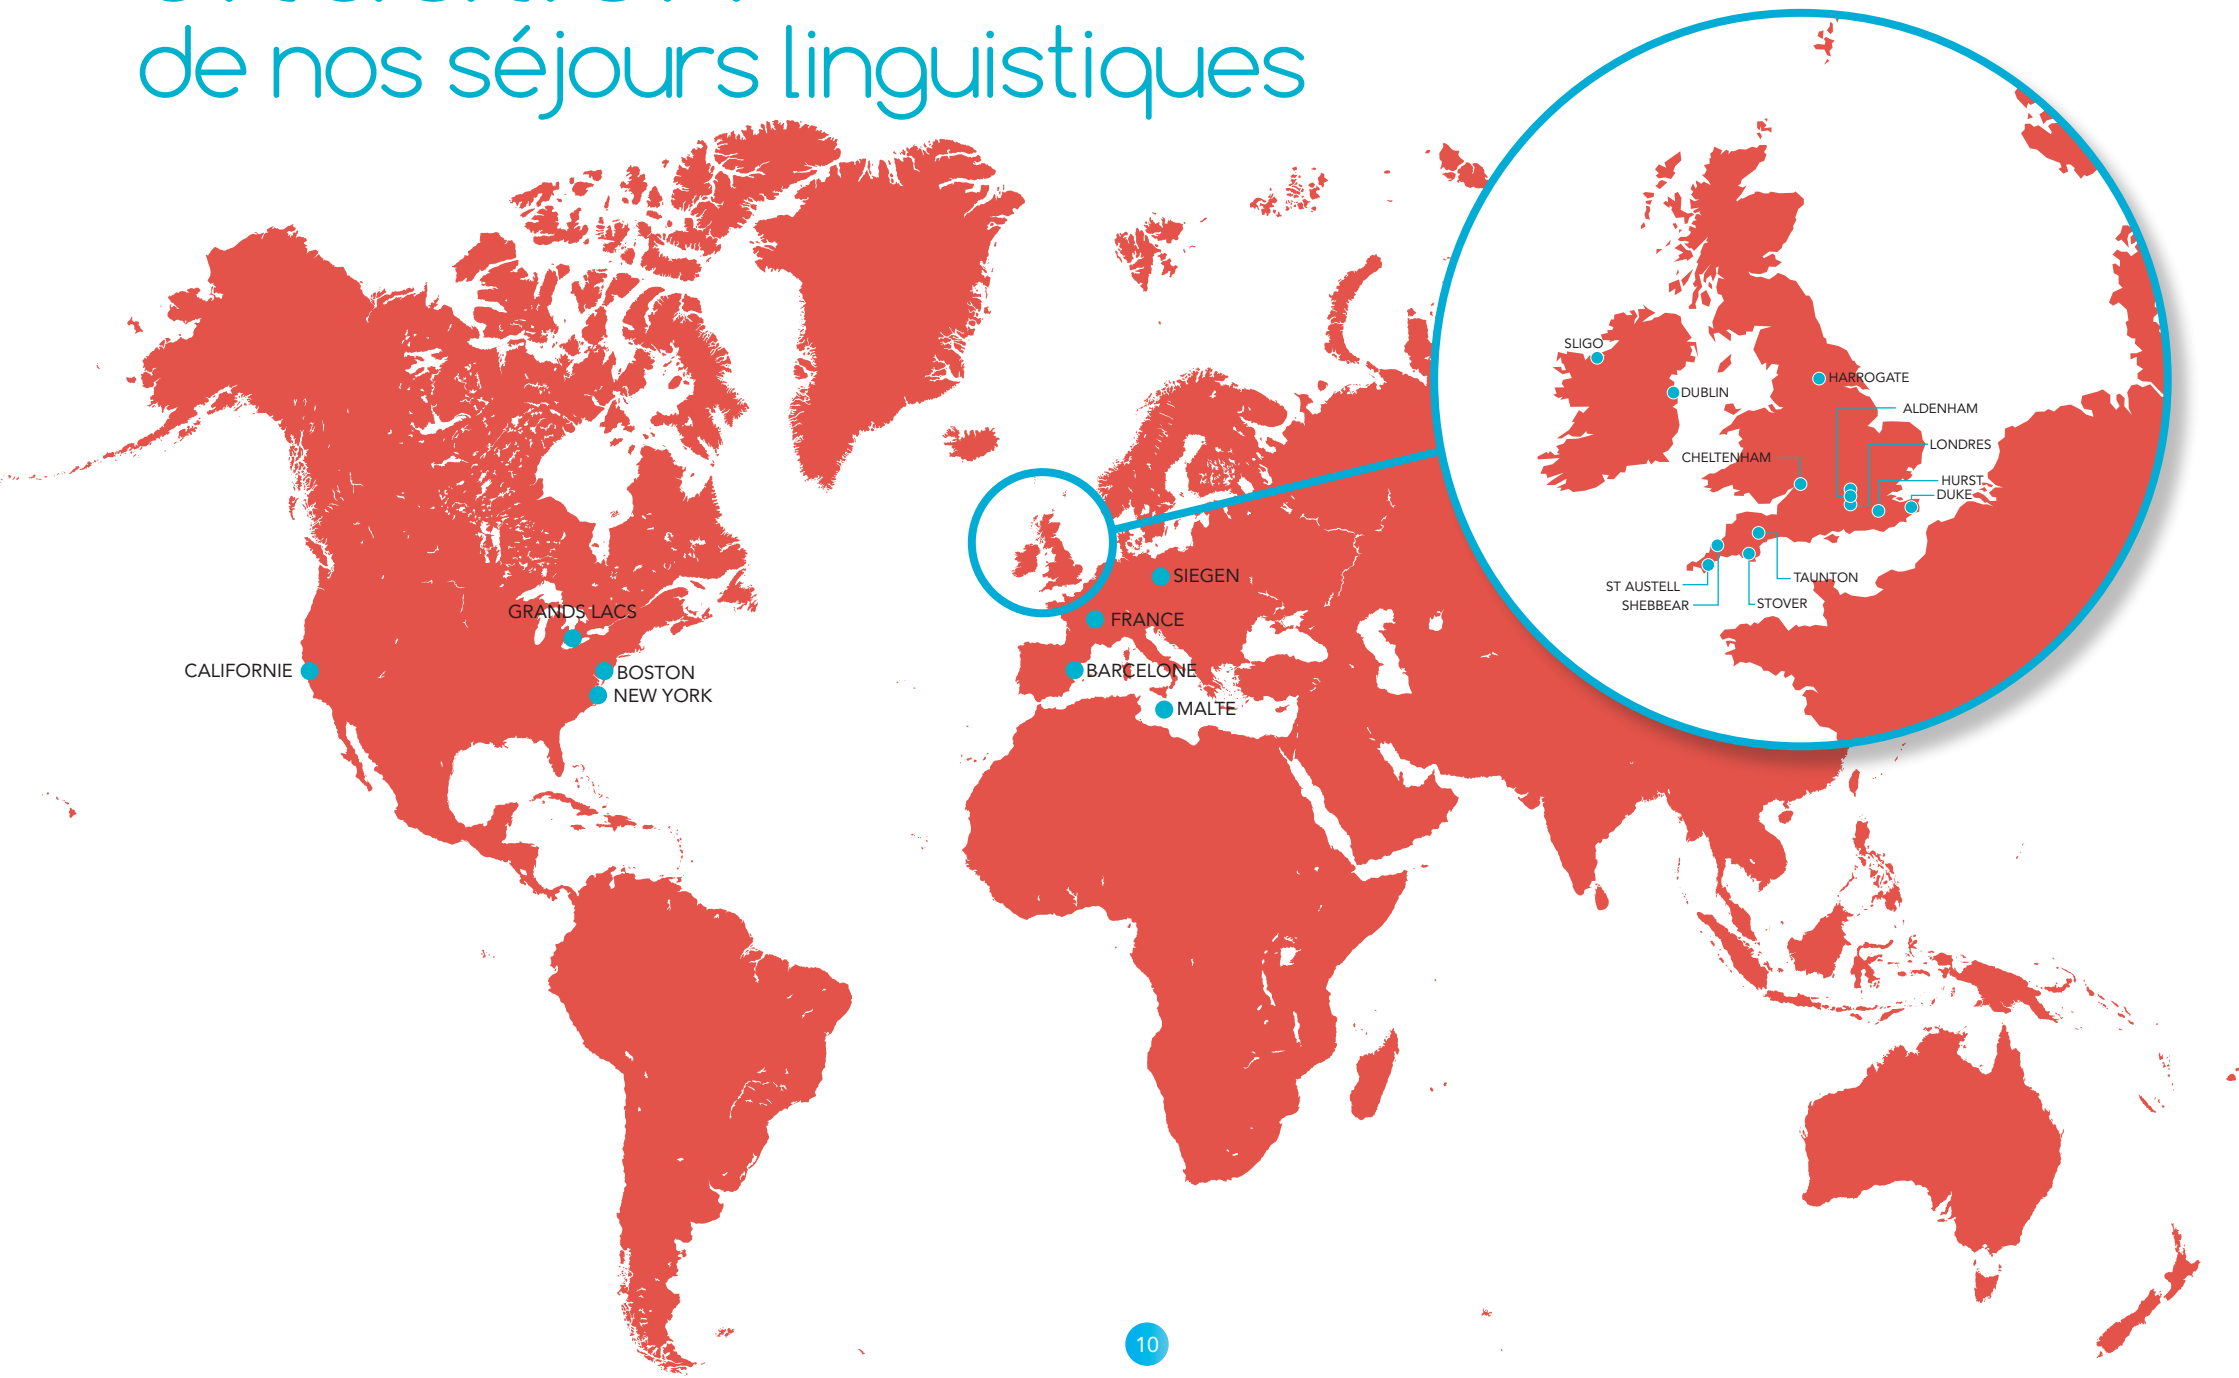 de nos séjours linguistiques
SLIGO
DUBLIN
HARROGATE
ALDENHAM
LONDRES
CHELTENHAM
HURST
DUKE
TAUNTON
ST AUSTELL
SHEBBEAR
STOVER
SIEGEN
GRANDS LACS
FRANCE
CALIFORNIE
BOSTON
BARCELONE
NEW YORK
MALTE
10